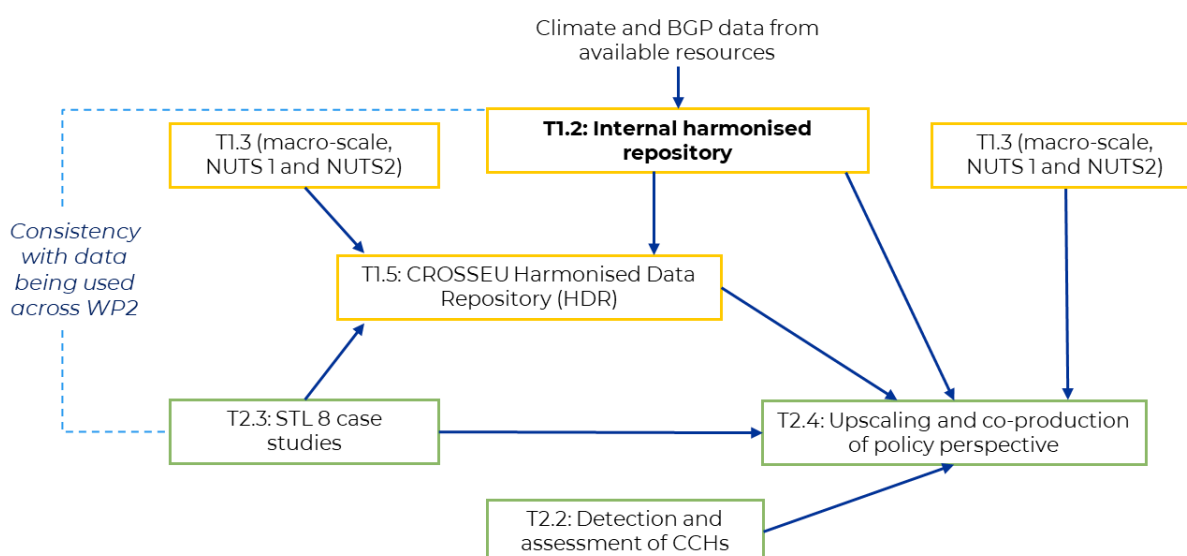 Climate and BGP data from
available resources
T1.2: Internal harmonised
repository
T1.3 (macro-scale,
NUTS 1 and NUTS2)
T1.3 (macro-scale,
NUTS 1 and NUTS2)
Consistency
with data
being used
across WP2
T1.5: CROSSEU Harmonised Data
Repository (HDR)
T2.3: STL 8 case
studies
T2.4: Upscaling and co-production
of policy perspective
T2.2: Detection and
assessment of CCHs